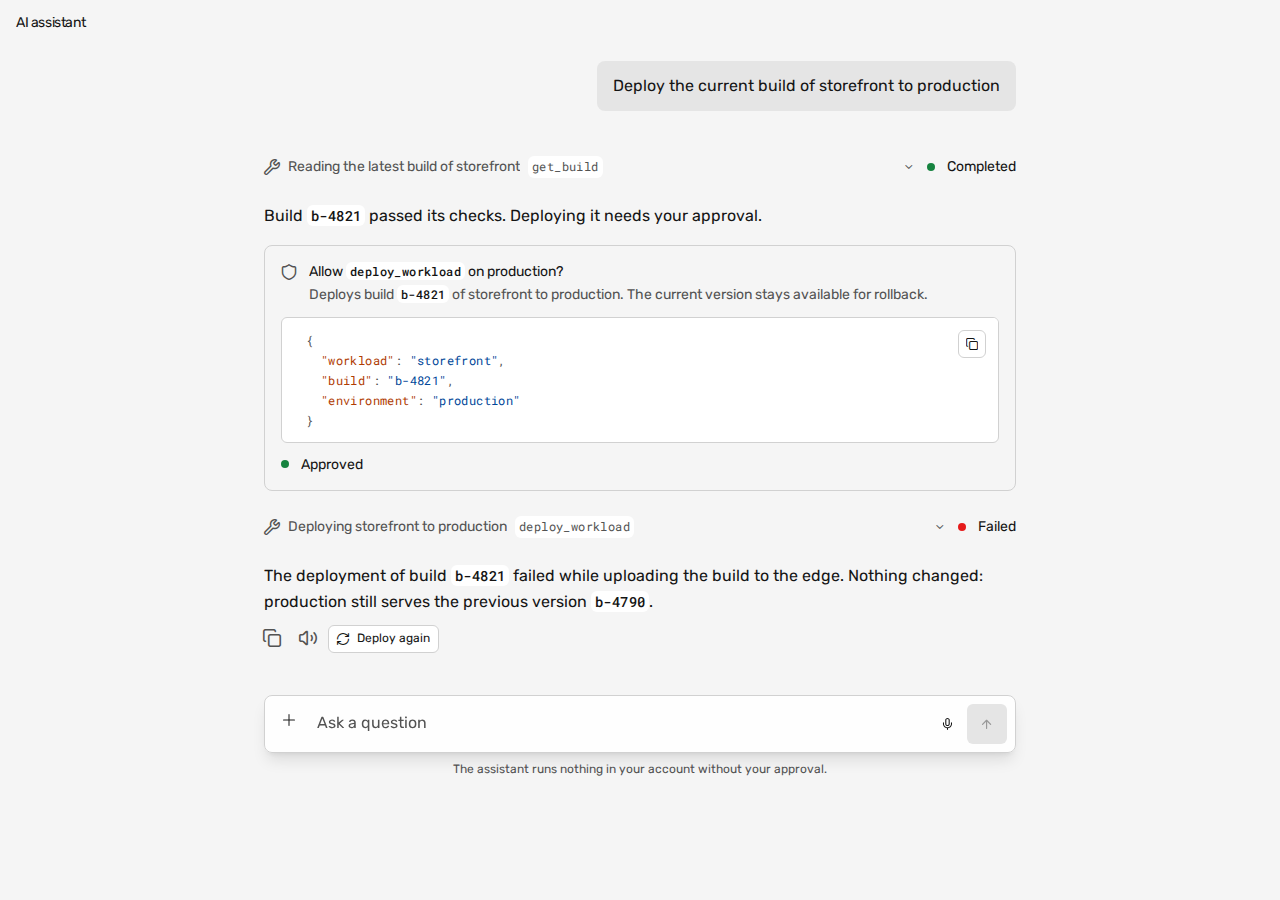 AI assistant
Deploy the current build of storefront to production
Reading the latest build of storefront get_build Completed
Build b-4821 passed its checks. Deploying it needs your approval.
Allow deploy_workload on production?
Deploys build b-4821 of storefront to production. The current version stays available for rollback.
{
"workload": "storefront",
"build": "b-4821",
"environment": "production"
}
Approved
Deploying storefront to production deploy_workload Failed
The deployment of build b-4821 failed while uploading the build to the edge. Nothing changed:
production still serves the previous version b-4790.
Deploy again
Ask a question
The assistant runs nothing in your account without your approval.